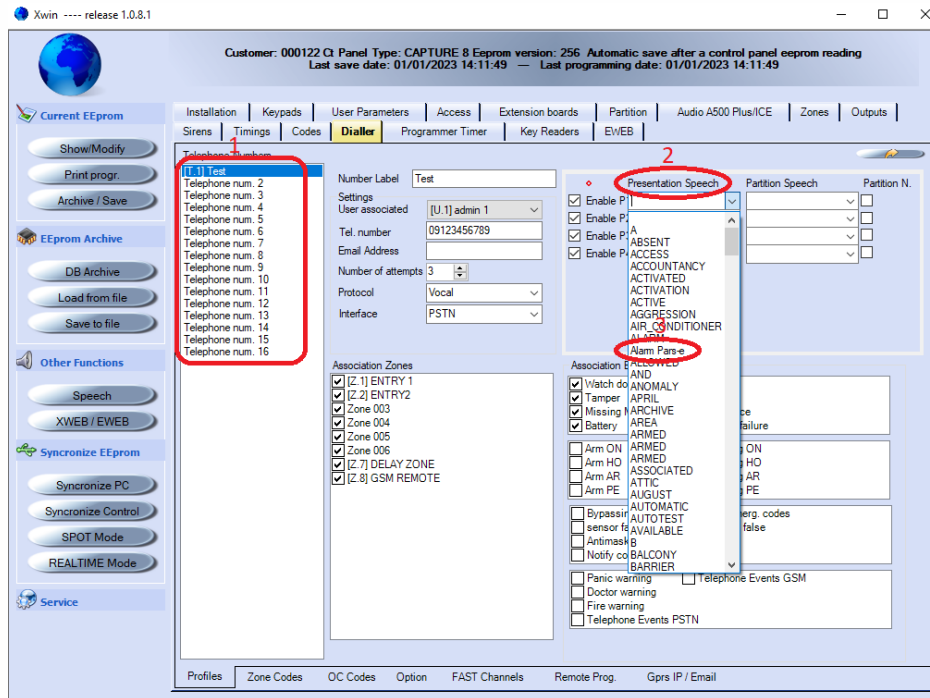 Xwin ---- release 1.0.8.1
Customer: 000122 Ct Panel Type: CAPTURE 8 Eeprom version: 256 Automatic save after a control panel eeprom reading
Last save date: 01/01/2023 14:11:49 — Last programming date: 01/01/2023 14:11:49
Current EEprom
Show/Modify
Print progr.
Archive / Save
EEprom Archive
DB Archive
Load from file
Save to file
Other Functions
Speech
XWEB / EWEB
Syncronize EEprom
Syncronize PC
Syncronize Control
SPOT Mode
REALTIME Mode
Service
Installation Keypads User Parameters Access Extension boards Partition Audio A500 Plus/ICE Zones Outputs
Sirens Timings Codes Dialler Programmer Timer Key Readers EWEB
1
Telephone Numbers
[T.1] Test
Telephone num. 2
Telephone num. 3
Telephone num. 4
Telephone num. 5
Telephone num. 6
Telephone num. 7
Telephone num. 8
Telephone num. 9
Telephone num. 10
Telephone num. 11
Telephone num. 12
Telephone num. 13
Telephone num. 14
Telephone num. 15
Telephone num. 16
Number Label Test
Settings
User associated [U.1] admin 1
Tel. number 09123456789
Email Address
Number of attempts 3
Protocol Vocal
Interface PSTN
2
Presentation Speech Partition Speech Partition N.
Enable P1
Enable P2
Enable P3
Enable P4
A
ABSENT
ACCESS
ACCOUNTANCY
ACTIVATED
ACTIVATION
ACTIVE
AGGRESSION
3
AIR_CONDITIONER
ALARM
Alarm Pars-e
ALLOWED
AND
ANOMALY
APRIL
ARCHIVE
AREA
ARMED
ARMED
ARMED
ASSOCIATED
ATTIC
AUGUST
AUTOMATIC
AUTOTEST
AVAILABLE
B
BALCONY
BARRIER
Association Zones
[Z.1] ENTRY 1
[Z.2] ENTRY2
Zone 003
Zone 004
Zone 005
Zone 006
[Z.7] DELAY ZONE
[Z.8] GSM REMOTE
Association
Watch
Tamper
Missing
Battery failure
Arm ON ON
Arm HO HO
Arm AR AR
Arm PE PE
codes
sensor false
Notify
Panic warning Telephone Events GSM
Doctor warning
Fire warning
Telephone Events PSTN
Profiles Zone Codes OC Codes Option FAST Channels Remote Prog. Gprs IP / Email